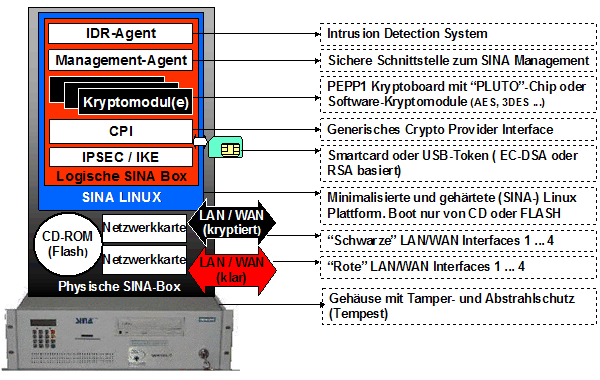 IDR-Agent
Intrusion Detection System
Management-Agent
Sichere Schnittstelle zum SINA Management
Kryptomodul(e)
PEPP1 Kryptoboard mit “PLUTO”-Chip oder
Software-Kryptomodule (AES, 3DES ...)
CPI
Generisches Crypto Provider Interface
IPSEC / IKE
Smartcard oder USB-Token ( EC-DSA oder
RSA basiert)
Logische SINA Box
SINA LINUX
Minimalisierte und gehärtete (SINA-) Linux
Plattform. Boot nur von CD oder FLASH
CD-ROM
(Flash)
Netzwerkkarte
LAN / WAN
(kryptiert)
“Schwarze” LAN/WAN Interfaces 1 ... 4
Netzwerkkarte
LAN / WAN
(klar)
“Rote” LAN/WAN Interfaces 1 ... 4
Physische SINA-Box
Gehäuse mit Tamper- und Abstrahlschutz
(Tempest)
SINA